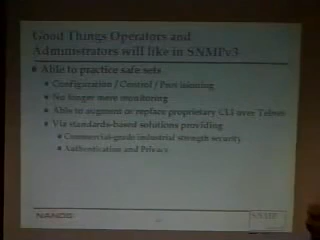 Good Things Operators and
Administrators will like in SNMPv3
Able to practice safe sets
Configuration / Control / Provisioning
No longer mere monitoring
Able to augment or replace proprietary CLI over Telnet
Via standards-based solutions providing
Commercial-grade industrial strength security
Authentication and Privacy
NANOG
SNMP